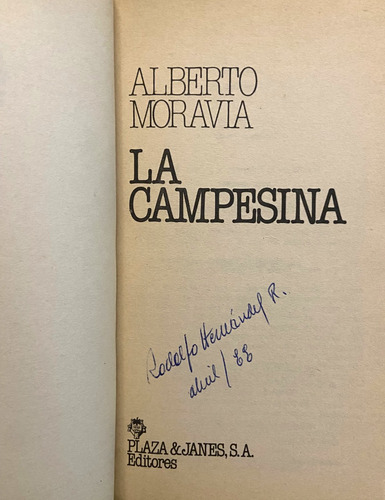 ALBERTO
MORAVIA
LA
CAMPESINA
Rodolfo Hernández R.
abril/88
PLAZA & JANES, S.A.
Editores